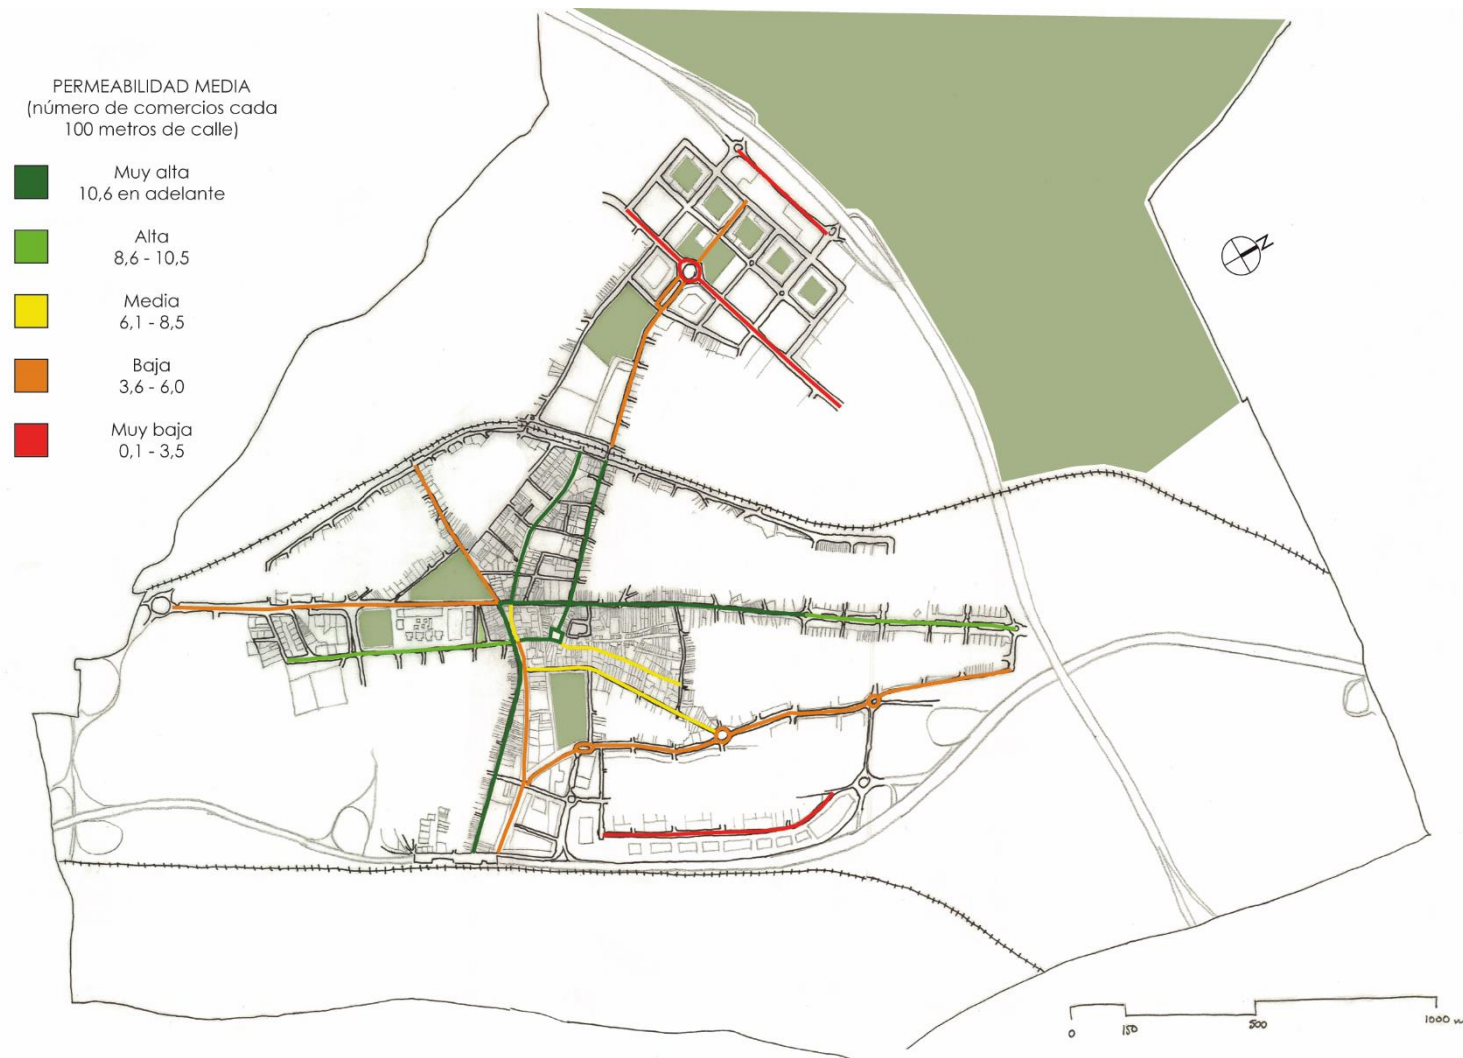 PERMEABILIDAD MEDIA
(número de comercios cada
100 metros de calle)
Muy alta
10,6 en adelante
Alta
8,6 - 10,5
Media
6,1 - 8,5
Baja
3,6 - 6,0
Muy baja
0,1 - 3,5
N
0 150 500 1000 m